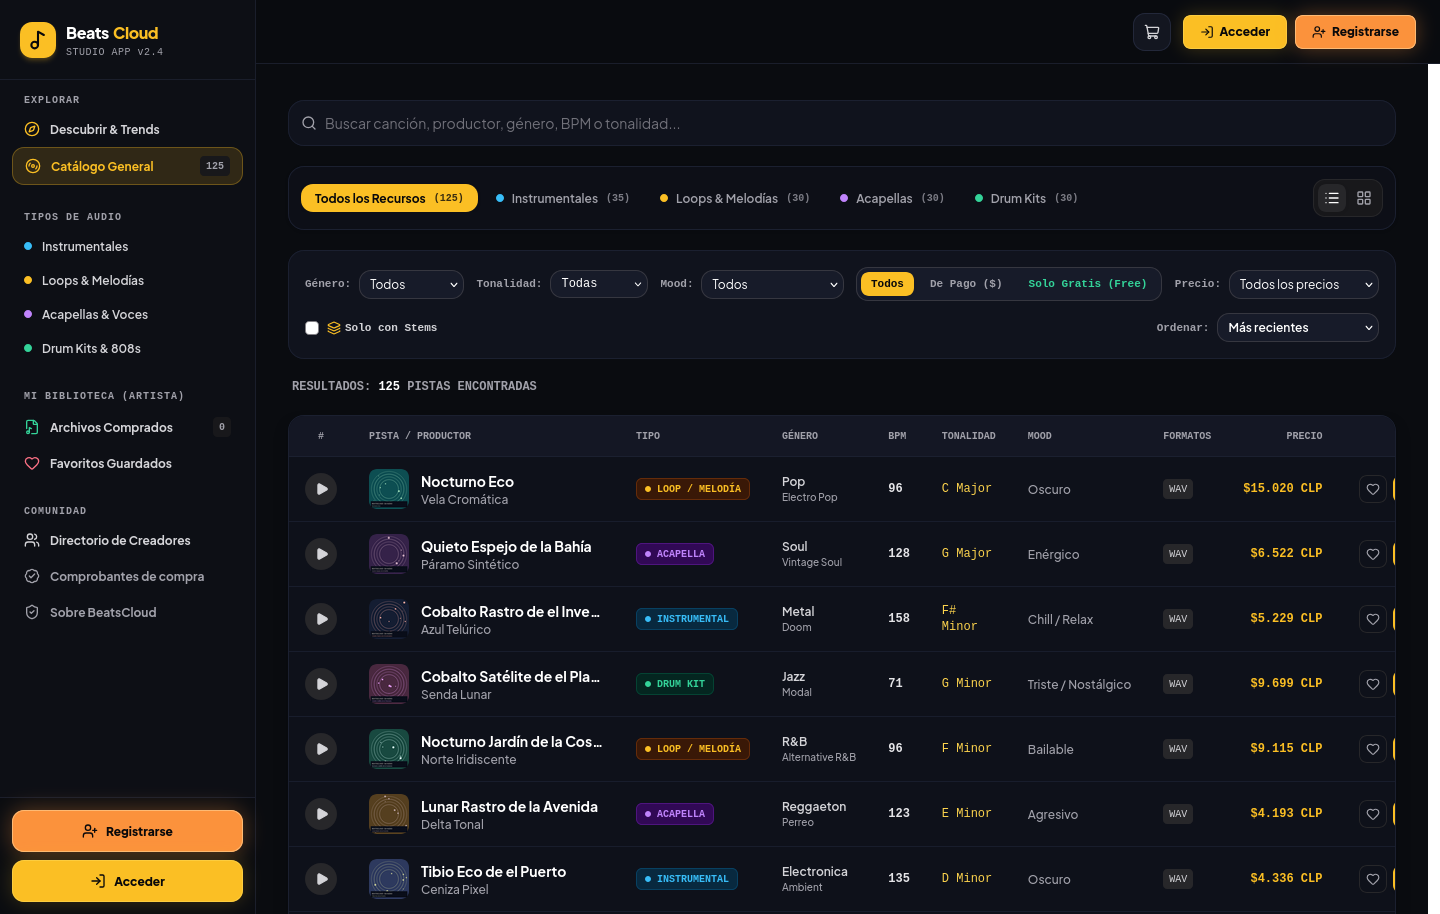 Beats Cloud
STUDIO APP v2.4
EXPLORAR
Descubrir & Trends
Catálogo General 125
TIPOS DE AUDIO
Instrumentales
Loops & Melodías
Acapellas & Voces
Drum Kits & 808s
MI BIBLIOTECA (ARTISTA)
Archivos Comprados 0
Favoritos Guardados
COMUNIDAD
Directorio de Creadores
Comprobantes de compra
Sobre BeatsCloud
Registrarse
Acceder
Acceder Registrarse
Buscar canción, productor, género, BPM o tonalidad...
Todos los Recursos (125) Instrumentales (35) Loops & Melodías (30) Acapellas (30) Drum Kits (30)
Género: Todos Tonalidad: Todas Mood: Todos Todos De Pago ($) Solo Gratis (Free) Precio: Todos los precios
Solo con Stems Ordenar: Más recientes
RESULTADOS: 125 PISTAS ENCONTRADAS
# PISTA / PRODUCTOR TIPO GÉNERO BPM TONALIDAD MOOD FORMATOS PRECIO
Nocturno Eco
Vela Cromática
LOOP / MELODÍA
Pop
Electro Pop
96 C Major Oscuro WAV $15.020 CLP
Quieto Espejo de la Bahía
Páramo Sintético
ACAPELLA
Soul
Vintage Soul
128 G Major Enérgico WAV $6.522 CLP
Cobalto Rastro de el Inve...
Azul Telúrico
INSTRUMENTAL
Metal
Doom
158 F# Minor Chill / Relax WAV $5.229 CLP
Cobalto Satélite de el Pla...
Senda Lunar
DRUM KIT
Jazz
Modal
71 G Minor Triste / Nostálgico WAV $9.699 CLP
Nocturno Jardín de la Cos...
Norte Iridiscente
LOOP / MELODÍA
R&B
Alternative R&B
96 F Minor Bailable WAV $9.115 CLP
Lunar Rastro de la Avenida
Delta Tonal
ACAPELLA
Reggaeton
Perreo
123 E Minor Agresivo WAV $4.193 CLP
Tibio Eco de el Puerto
Ceniza Pixel
INSTRUMENTAL
Electronica
Ambient
135 D Minor Oscuro WAV $4.336 CLP